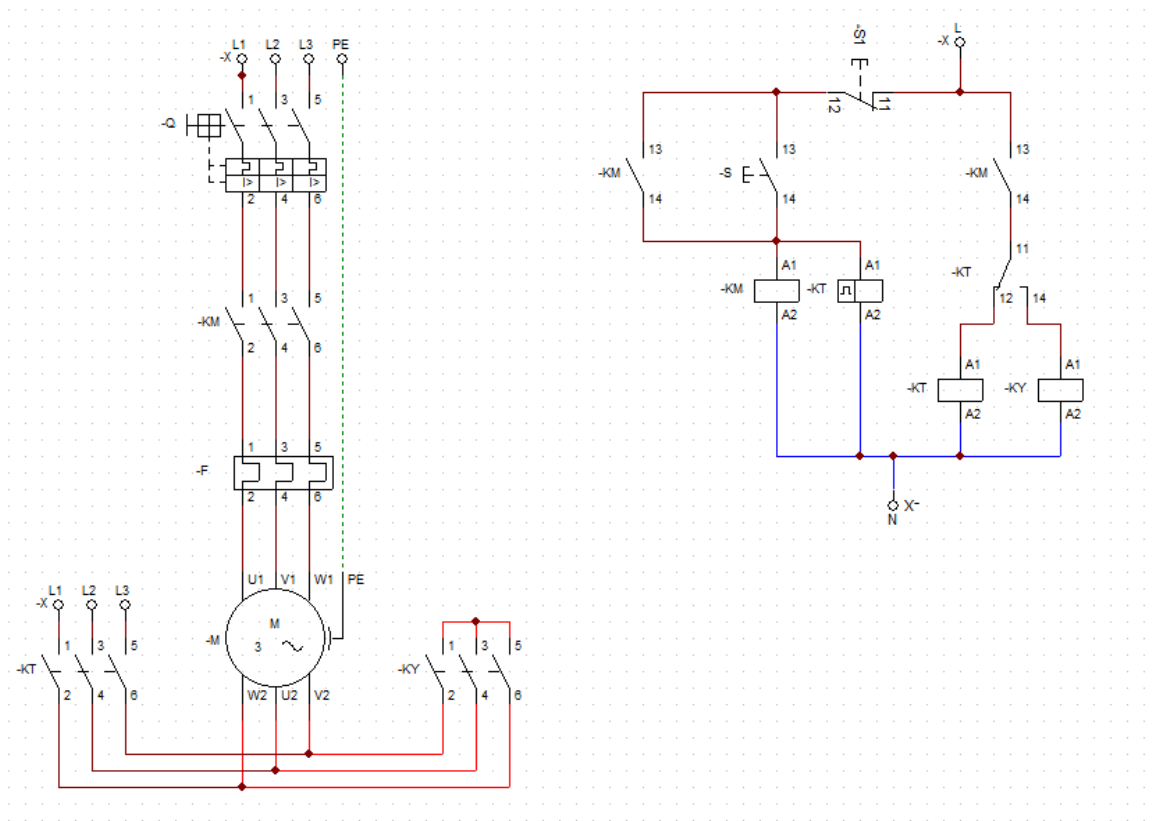 L1 L2 L3 PE
-X
1 3 5
-Q
I> I> I>
2 4 6
1 3 5
-KM
2 4 6
1 3 5
-F
2 4 6
U1 V1 W1 PE
-M
M
3
W2 U2 V2
L1 L2 L3
-X
1 3 5
-KT
2 4 6
1 3 5
-KY
2 4 6
-S1
L
-X
12 11
13
-KM
14
13
-S
14
13
-KM
14
11
-KT
12 14
A1
-KM
A2
A1
-KT
A2
A1
-KT
A2
A1
-KY
A2
X-
N